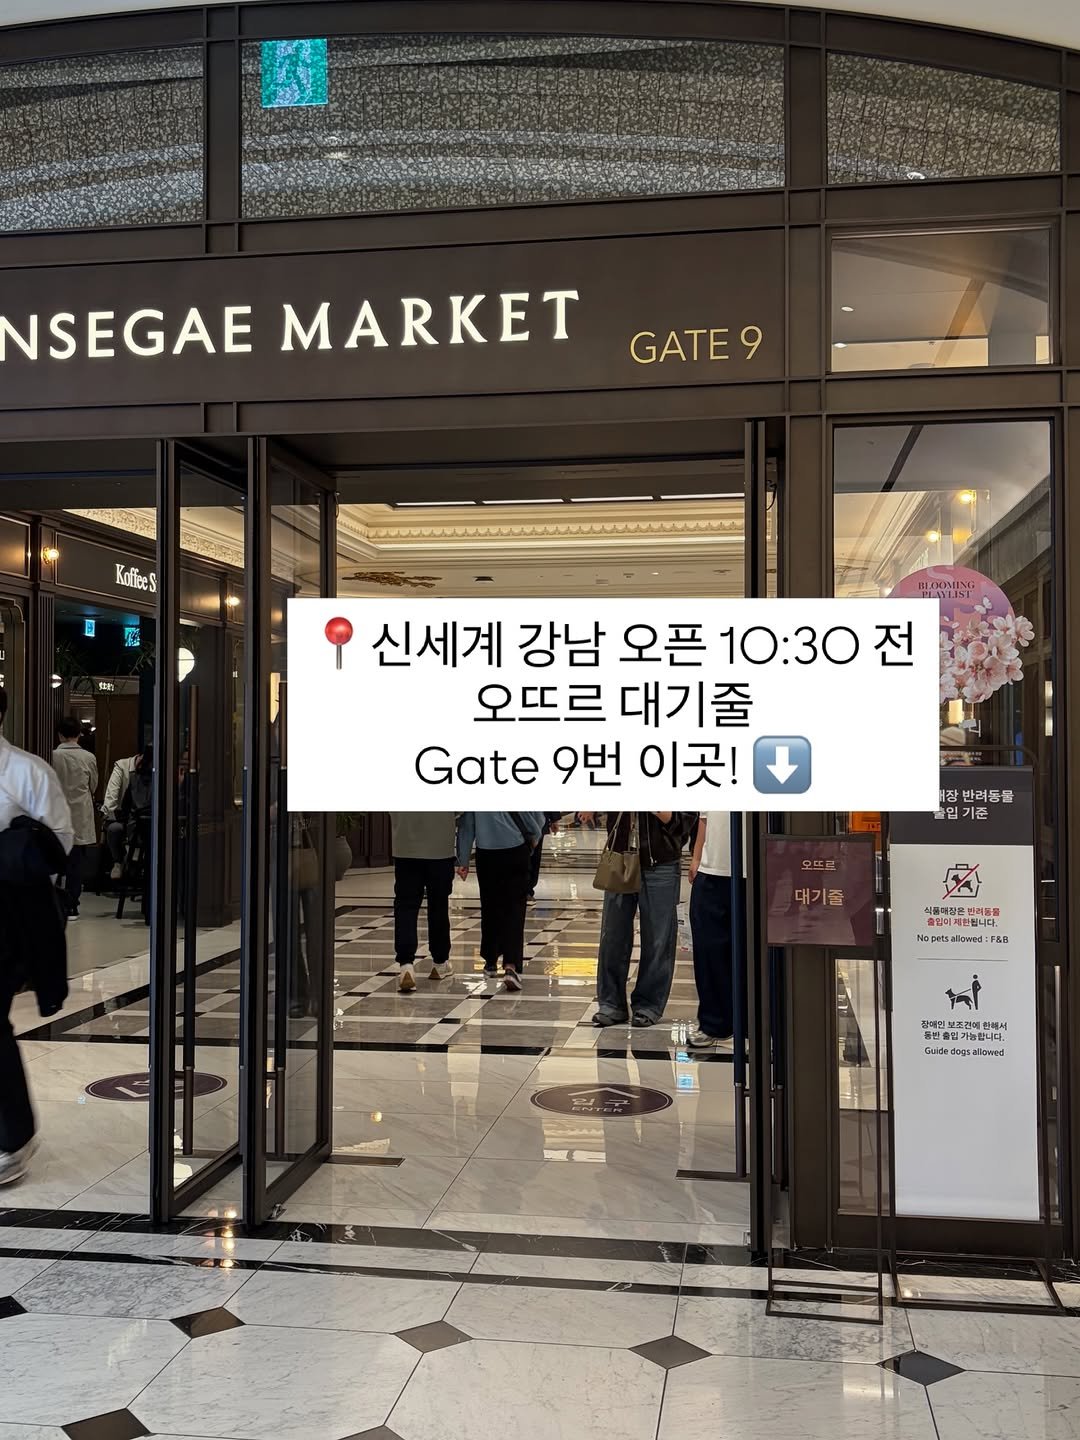 NSEGAE MARKET
GATE 9
Koffee S
BLOOMING
PLAYLIST
📍신세계 강남 오픈 10:30 전
오뜨르 대기줄
Gate 9번 이곳! ⬇️
매장 반려동물
출입 기준
오뜨르
대기줄
식품매장은 반려동물
출입이 제한됩니다.
No pets allowed : F&B
장애인 보조견에 한해서
동반 출입 가능합니다.
Guide dogs allowed
입구
ENTER